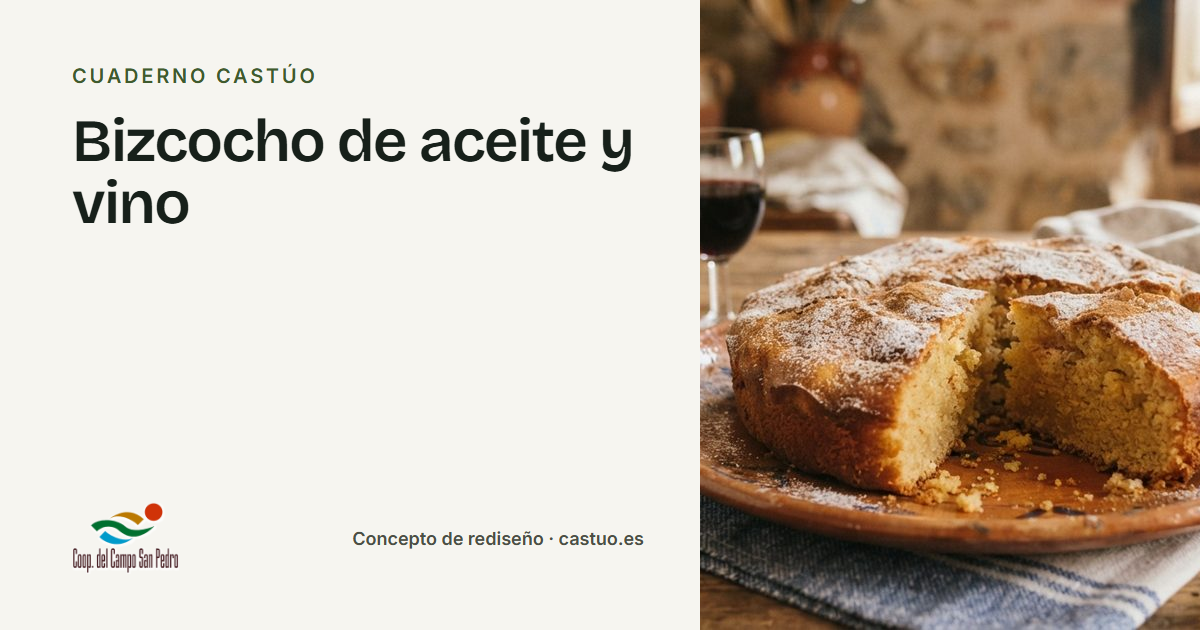 CUADERNO CASTÚO
Bizcocho de aceite y
vino
Coop. del Campo San Pedro
Concepto de rediseño · castuo.es